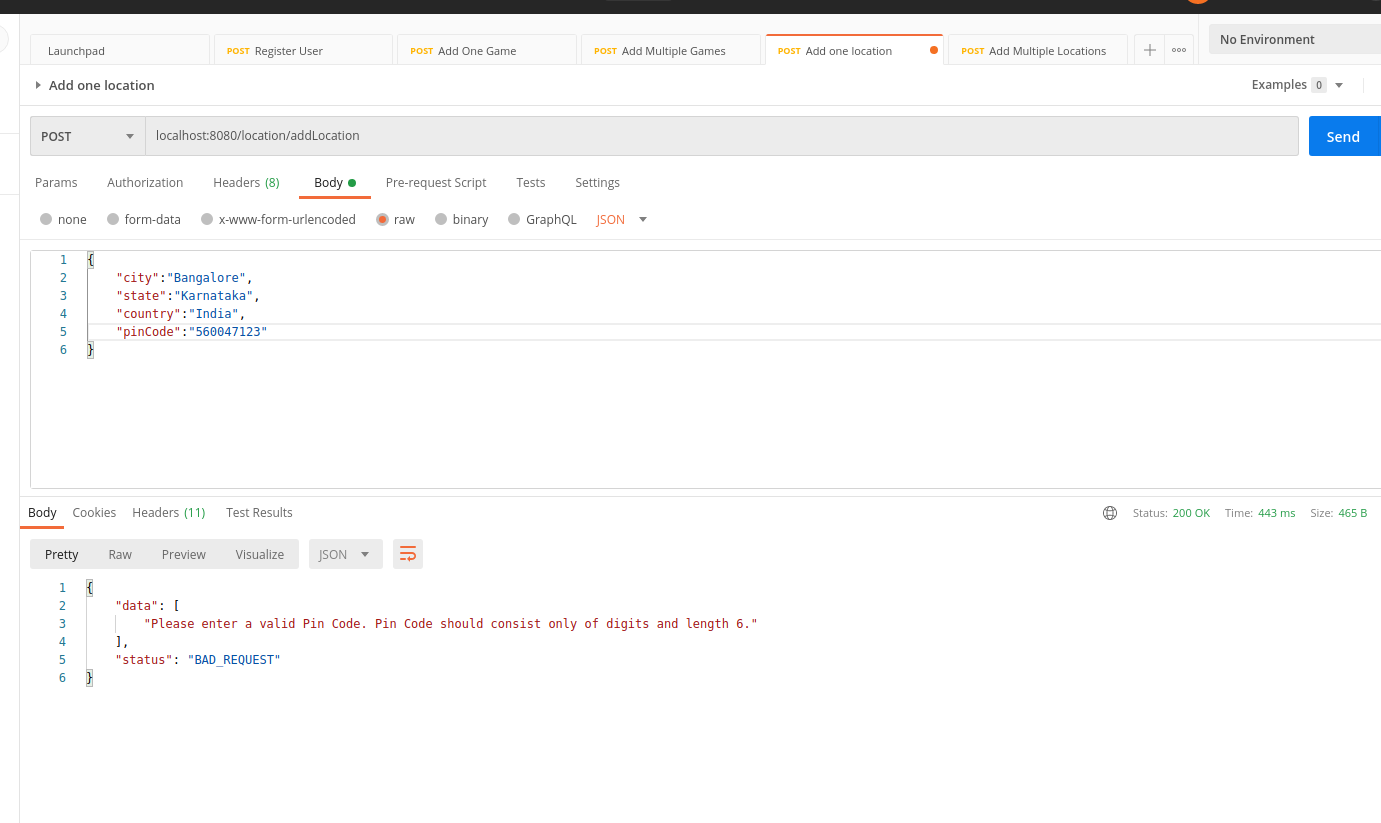 Launchpad
POST Register User
POST Add One Game
POST Add Multiple Games
POST Add one location
POST Add Multiple Locations
No Environment
Add one location
Examples 0
POST
localhost:8080/location/addLocation
Send
Params Authorization Headers (8) Body Pre-request Script Tests Settings
none form-data x-www-form-urlencoded raw binary GraphQL JSON
1 {
2 "city":"Bangalore",
3 "state":"Karnataka",
4 "country":"India",
5 "pinCode":"560047123"
6 }
Body Cookies Headers (11) Test Results Status: 200 OK Time: 443 ms Size: 465 B
Pretty Raw Preview Visualize JSON
1 {
2 "data": [
3 "Please enter a valid Pin Code. Pin Code should consist only of digits and length 6."
4 ],
5 "status": "BAD_REQUEST"
6 }